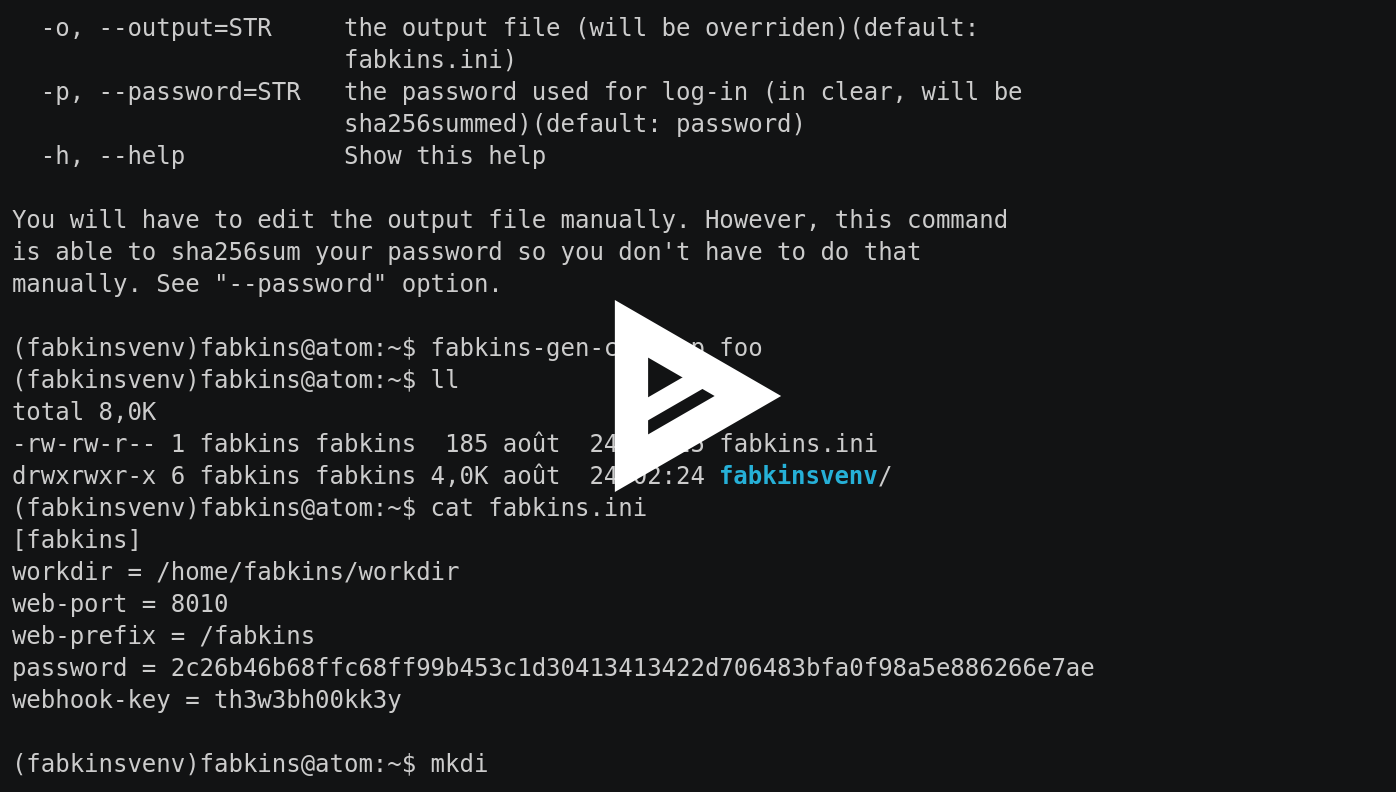 -o, --output=STR the output file (will be overriden)(default:
fabkins.ini)
-p, --password=STR the password used for log-in (in clear, will be
sha256summed)(default: password)
-h, --help Show this help
You will have to edit the output file manually. However, this command
is able to sha256sum your password so you don't have to do that
manually. See "--password" option.
(fabkinsvenv)fabkins@atom:~$ fabkins-gen-c foo
(fabkinsvenv)fabkins@atom:~$ ll
total 8,0K
-rw-rw-r-- 1 fabkins fabkins 185 août 24 fabkins.ini
drwxrwxr-x 6 fabkins fabkins 4,0K août 24 02:24 fabkinsvenv/
(fabkinsvenv)fabkins@atom:~$ cat fabkins.ini
[fabkins]
workdir = /home/fabkins/workdir
web-port = 8010
web-prefix = /fabkins
password = 2c26b46b68ffc68ff99b453c1d30413413422d706483bfa0f98a5e886266e7ae
webhook-key = th3w3bh00kk3y
(fabkinsvenv)fabkins@atom:~$ mkdi